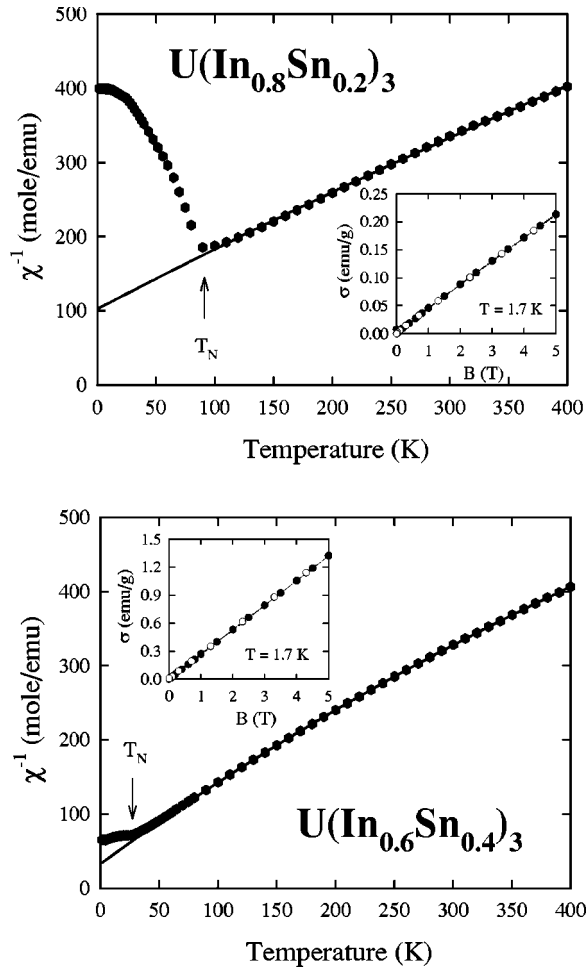 500
400
300
200
100
0
χ⁻¹ (mole/emu)
U(In₀.₈Sn₀.₂)₃
T_N
0.25
0.20
0.15
0.10
0.05
0.00
σ (emu/g)
T = 1.7 K
0 1 2 3 4 5
B (T)
0 50 100 150 200 250 300 350 400
Temperature (K)
500
400
300
200
100
0
χ⁻¹ (mole/emu)
1.5
1.2
0.9
0.6
0.3
0.0
σ (emu/g)
T = 1.7 K
0 1 2 3 4 5
B (T)
T_N
U(In₀.₆Sn₀.₄)₃
0 50 100 150 200 250 300 350 400
Temperature (K)